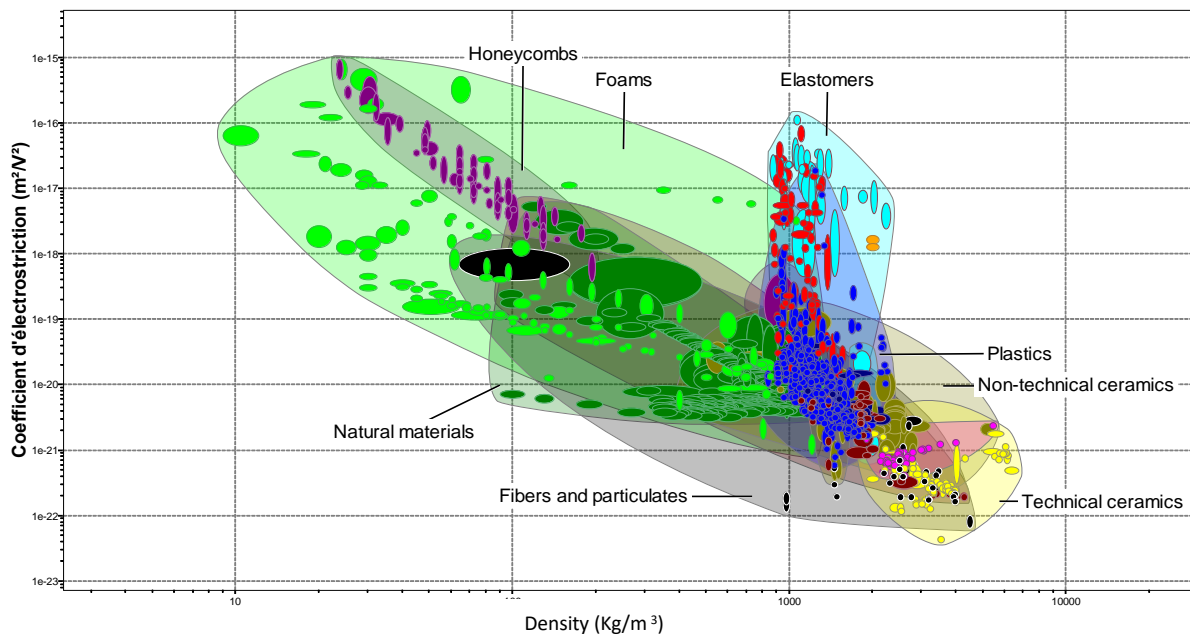 Coefficient d'électrostriction (m²/V²)
1e-15
1e-16
1e-17
1e-18
1e-19
1e-20
1e-21
1e-22
1e-23
Honeycombs
Foams
Elastomers
Plastics
Non-technical ceramics
Natural materials
Fibers and particulates
Technical ceramics
10
100
1000
10000
Density (Kg/m³)